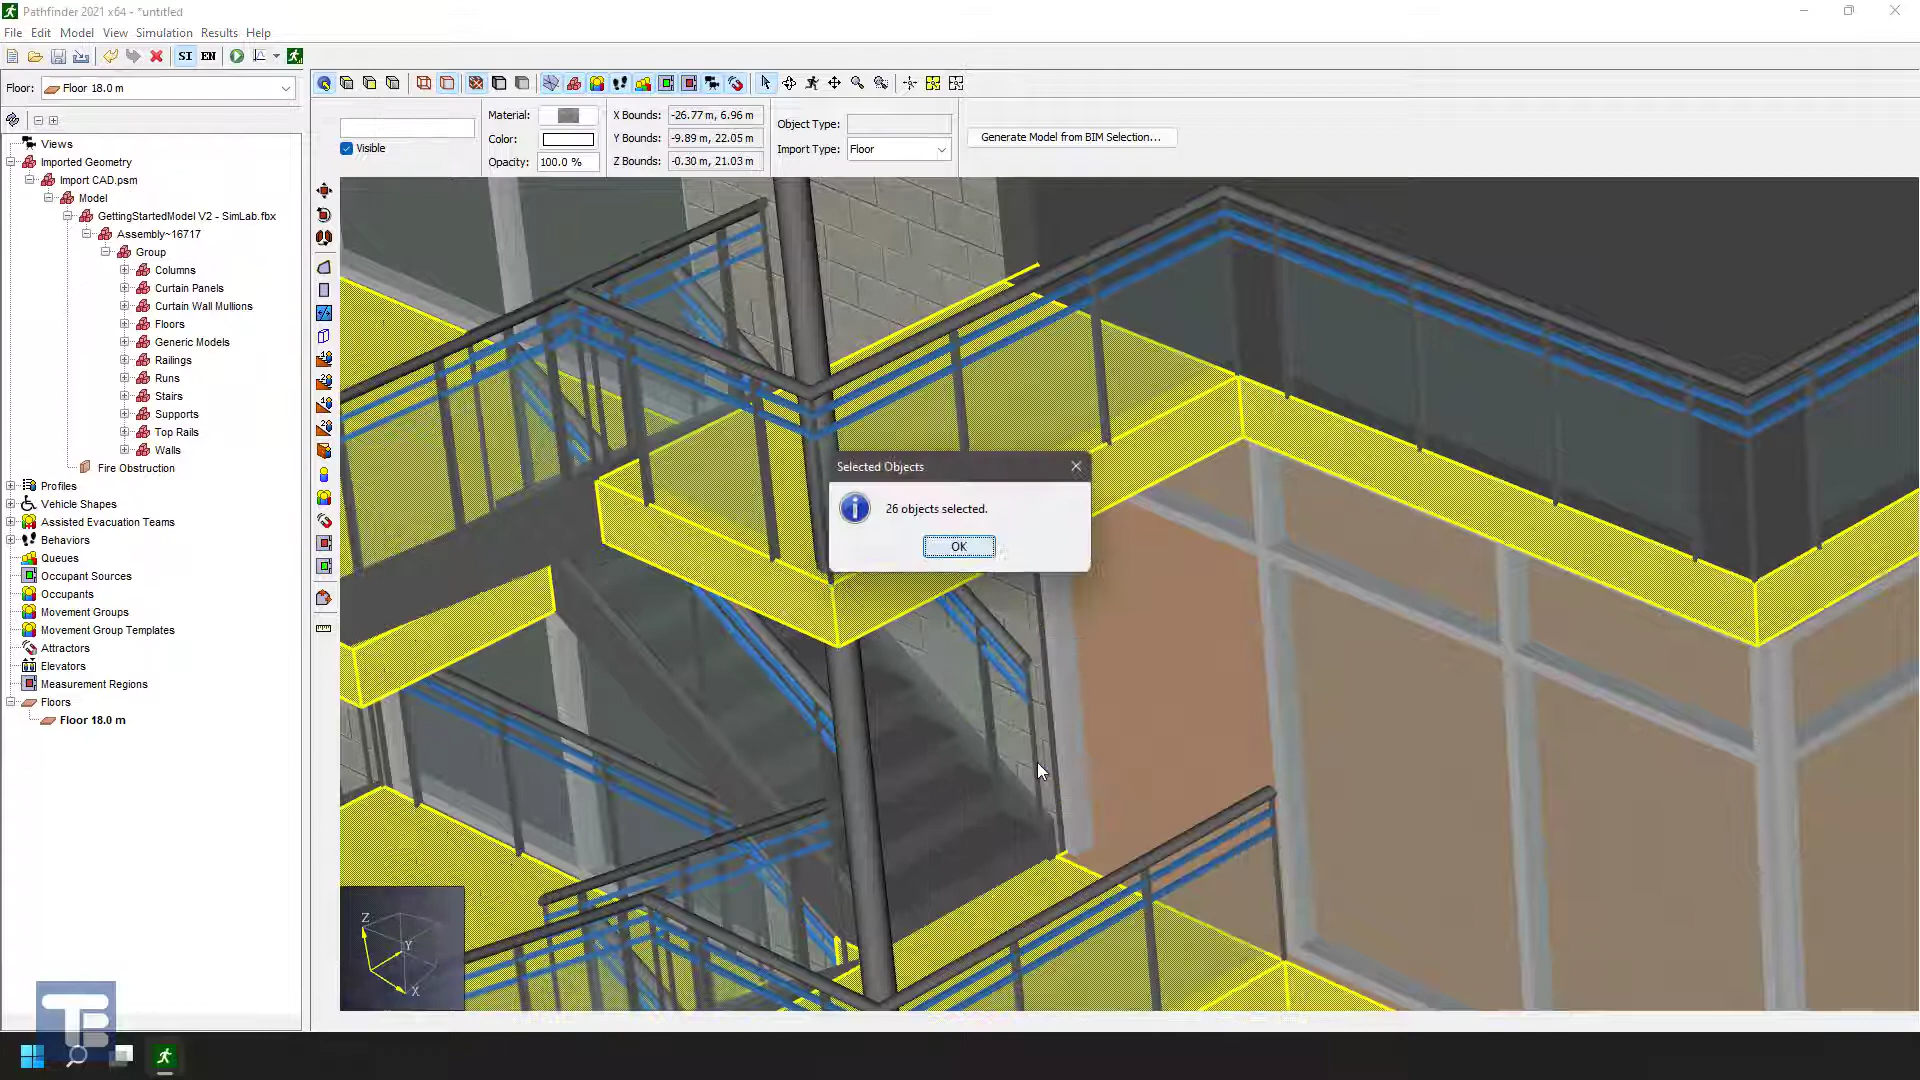 Pathfinder 2021 x64 - *untitled
File Edit Model View Simulation Results Help
SI EN
Floor: Floor 18.0 m
Visible
Material:
Color:
Opacity: 100.0 %
X Bounds: -26.77 m, 6.96 m
Y Bounds: -9.89 m, 22.05 m
Z Bounds: -0.30 m, 21.03 m
Object Type:
Import Type: Floor
Generate Model from BIM Selection...
Views
Imported Geometry
Import CAD.psm
Model
GettingStartedModel V2 - SimLab.fbx
Assembly~16717
Group
Columns
Curtain Panels
Curtain Wall Mullions
Floors
Generic Models
Railings
Runs
Stairs
Supports
Top Rails
Walls
Fire Obstruction
Profiles
Vehicle Shapes
Assisted Evacuation Teams
Behaviors
Queues
Occupant Sources
Occupants
Movement Groups
Movement Group Templates
Attractors
Elevators
Measurement Regions
Floors
Floor 18.0 m
Selected Objects
26 objects selected.
OK
Z
Y
X
TB